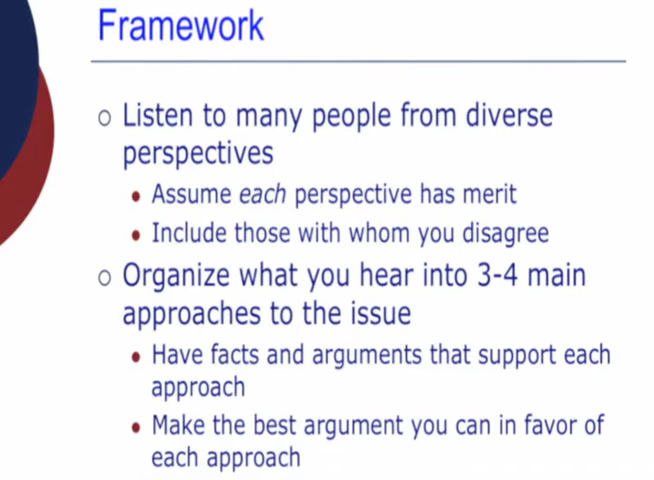 Framework
Listen to many people from diverse
perspectives
Assume each perspective has merit
Include those with whom you disagree
Organize what you hear into 3-4 main
approaches to the issue
Have facts and arguments that support each
approach
Make the best argument you can in favor of
each approach